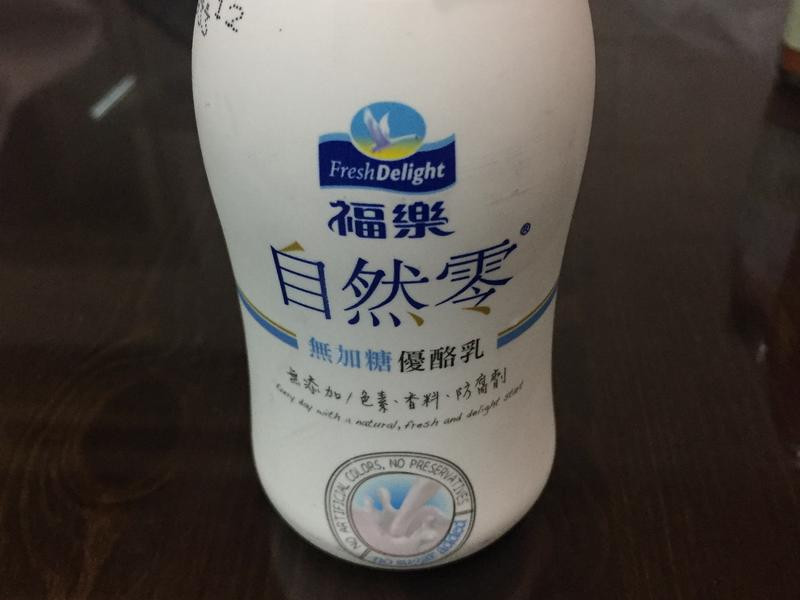 12
FreshDelight
福樂
自然零®
無加糖優酪乳
無添加/色素、香料、防腐劑
Every day with a natural, fresh and delight start
NO ARTIFICIAL COLORS, NO PRESERVATIVES